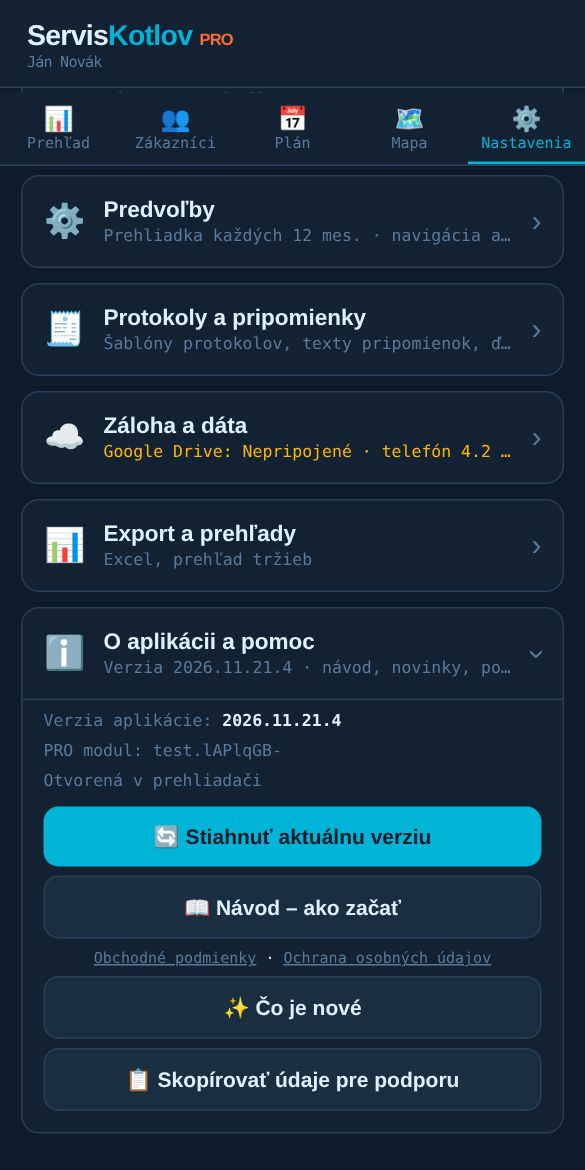 ServisKotlov PRO
Ján Novák
Prehľad
Zákazníci
Plán
Mapa
Nastavenia
Predvoľby
Prehliadka každých 12 mes. · navigácia a…
Protokoly a pripomienky
Šablóny protokolov, texty pripomienok, ď…
Záloha a dáta
Google Drive: Nepripojené · telefón 4.2 …
Export a prehľady
Excel, prehľad tržieb
O aplikácii a pomoc
Verzia 2026.11.21.4 · návod, novinky, po…
Verzia aplikácie: 2026.11.21.4
PRO modul: test.lAPlqGB-
Otvorená v prehliadači
Stiahnuť aktuálnu verziu
Návod – ako začať
Obchodné podmienky · Ochrana osobných údajov
Čo je nové
Skopírovať údaje pre podporu